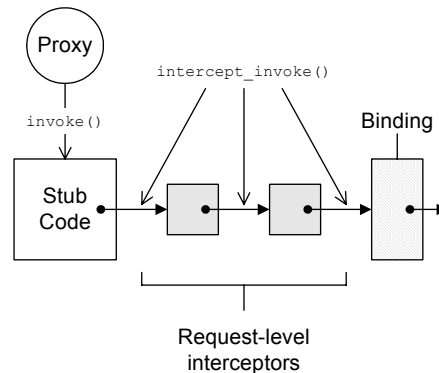 Proxy
intercept_invoke()
invoke()
Binding
Stub
Code
Request-level
interceptors